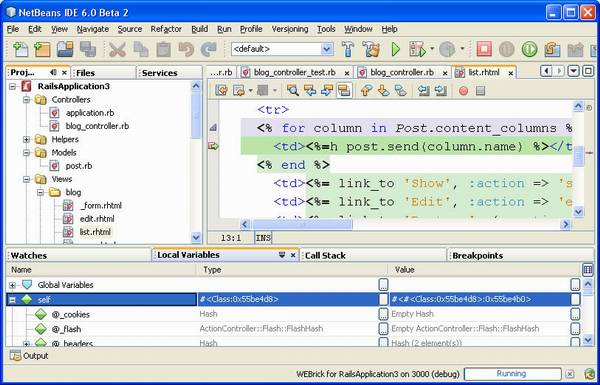 NetBeans IDE 6.0 Beta 2
File Edit View Navigate Source Refactor Build Run Profile Versioning Tools Window Help
<default>
Proj... Files Services
...r.rb blog_controller_test.rb blog_controller.rb list.rhtml
RailsApplication3
Controllers
application.rb
blog_controller.rb
Helpers
Models
post.rb
Views
blog
_form.rhtml
edit.rhtml
list.rhtml
<tr>
<% for column in Post.content_columns %
<td><%=h post.send(column.name) %></t
<% end %>
<td><%= link_to 'Show', :action => 's
<td><%= link_to 'Edit', :action => 'e
13:1 INS
Watches Local Variables Call Stack Breakpoints
Name Type Value
Global Variables
self #<Class:0x55be4d8> #<#<Class:0x55be4d8>:0x55be4b0>
@_cookies Hash Empty Hash
@_flash ActionController::Flash::FlashHash Empty ActionController::Flash::FlashHash
@_headers Hash Hash (2 element(s))
Output
WEBrick for RailsApplication3 on 3000 (debug) Running